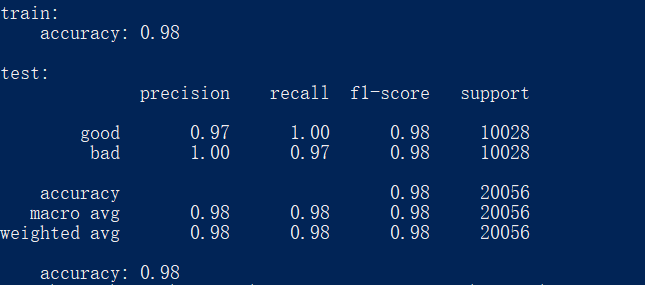 train:
accuracy: 0.98
test:
precision recall f1-score support
good 0.97 1.00 0.98 10028
bad 1.00 0.97 0.98 10028
accuracy 0.98 20056
macro avg 0.98 0.98 0.98 20056
weighted avg 0.98 0.98 0.98 20056
accuracy: 0.98